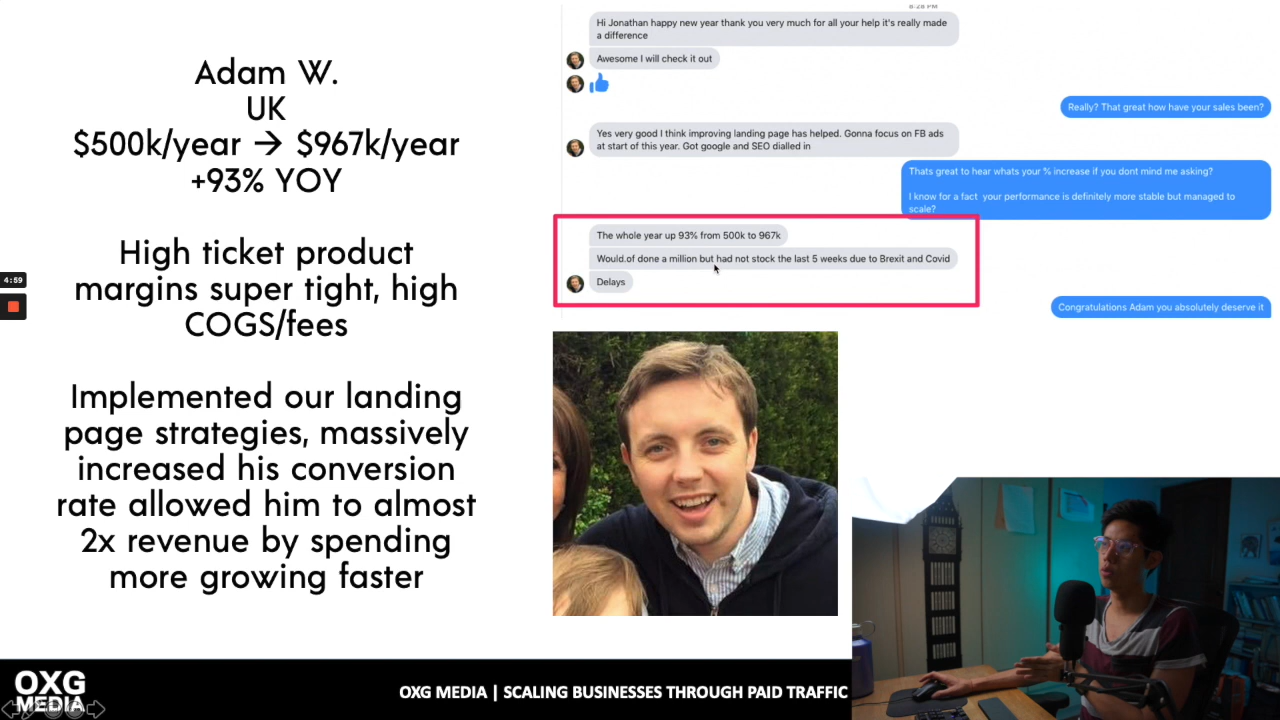 Adam W.
UK
$500k/year → $967k/year
+93% YOY
High ticket product
margins super tight, high
COGS/fees
Implemented our landing
page strategies, massively
increased his conversion
rate allowed him to almost
2x revenue by spending
more growing faster
8:28 PM
Hi Jonathan happy new year thank you very much for all your help it's really made
a difference
Awesome I will check it out
Really? That great how have your sales been?
Yes very good I think improving landing page has helped. Gonna focus on FB ads
at start of this year. Got google and SEO dialled in
Thats great to hear whats your % increase if you dont mind me asking?
I know for a fact your performance is definitely more stable but managed to
scale?
The whole year up 93% from 500k to 967k
Would.of done a million but had not stock the last 5 weeks due to Brexit and Covid
Delays
Congratulations Adam you absolutely deserve it
4:59
OXG
MEDIA
OXG MEDIA | SCALING BUSINESSES THROUGH PAID TRAFFIC